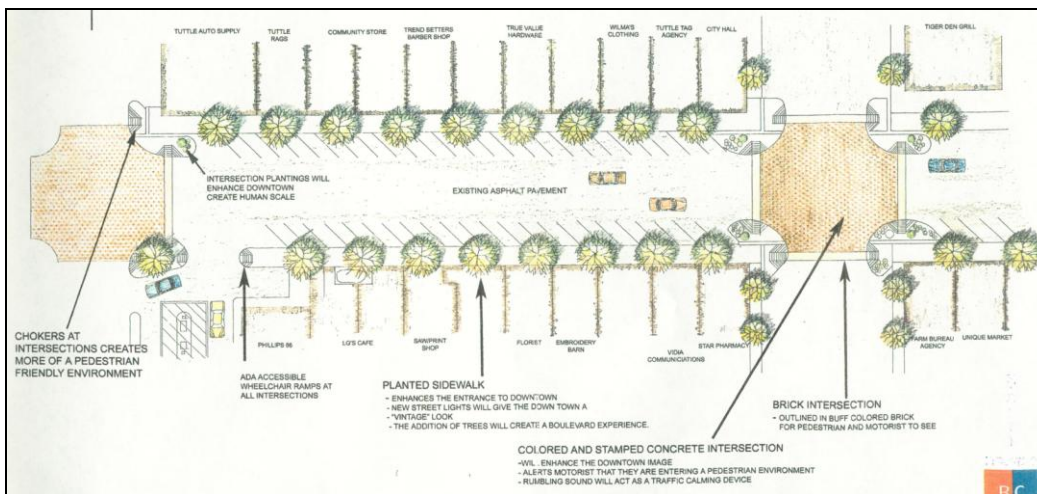 TUTTLE AUTO SUPPLY
TUTTLE
RAGS
COMMUNITY STORE
TREND SETTERS
BARBER SHOP
TRUE VALUE
HARDWARE
WILMA'S
CLOTHING
TUTTLE TAG
AGENCY
CITY HALL
TIGER DEN GRILL
INTERSECTION PLANTINGS WILL
ENHANCE DOWNTOWN
CREATE HUMAN SCALE
EXISTING ASPHALT PAVEMENT
CHOKERS AT
INTERSECTIONS CREATES
MORE OF A PEDESTRIAN
FRIENDLY ENVIRONMENT
PHILLIPS 66
LQ'S CAFE
SAW/PRINT
SHOP
FLORIST
EMBROIDERY
BARN
VIDIA
COMMUNICIATIONS
STAR PHARMACY
FARM BUREAU
AGENCY
UNIQUE MARKET
ADA ACCESSIBLE
WHEELCHAIR RAMPS AT
ALL INTERSECTIONS
PLANTED SIDEWALK
- ENHANCES THE ENTRANCE TO DOWNTOWN
- NEW STREET LIGHTS WILL GIVE THE DOWN TOWN A
- "VINTAGE" LOOK
- THE ADDITION OF TREES WILL CREATE A BOULEVARD EXPERIENCE.
BRICK INTERSECTION
- OUTLINED IN BUFF COLORED BRICK
FOR PEDESTRIAN AND MOTORIST TO SEE
COLORED AND STAMPED CONCRETE INTERSECTION
- WILL ENHANCE THE DOWNTOWN IMAGE
- ALERTS MOTORIST THAT THEY ARE ENTERING A PEDESTRIAN ENVIRONMENT
- RUMBLING SOUND WILL ACT AS A TRAFFIC CALMING DEVICE